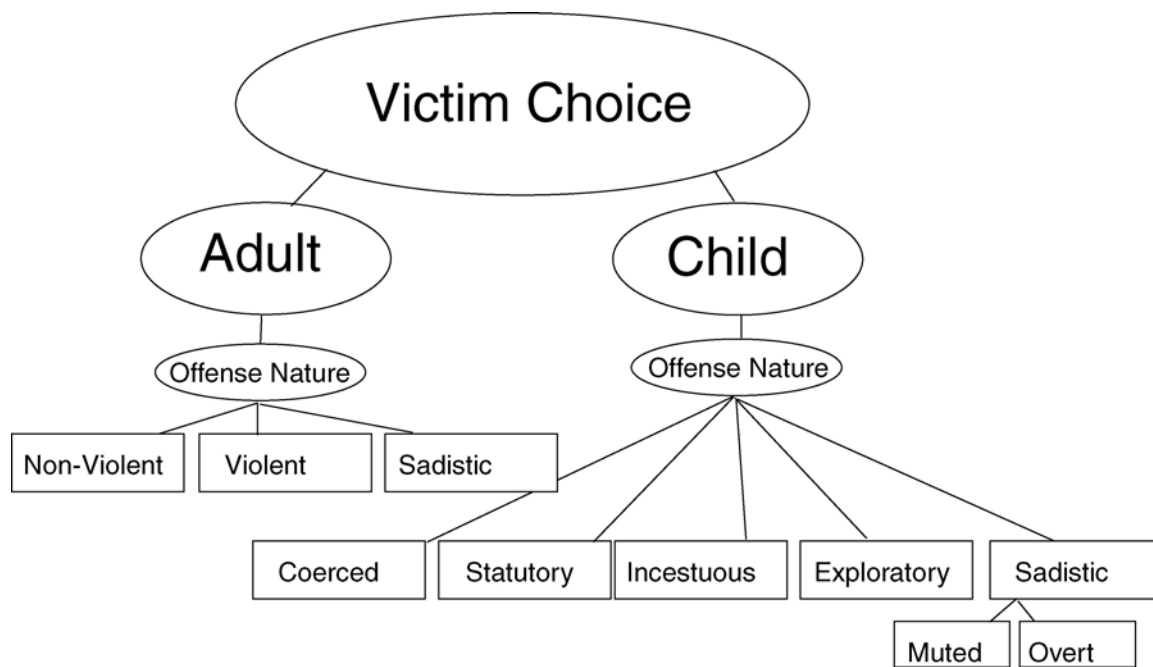 Victim Choice
Adult
Child
Offense Nature
Offense Nature
Non-Violent
Violent
Sadistic
Coerced
Statutory
Incestuous
Exploratory
Sadistic
Muted
Overt